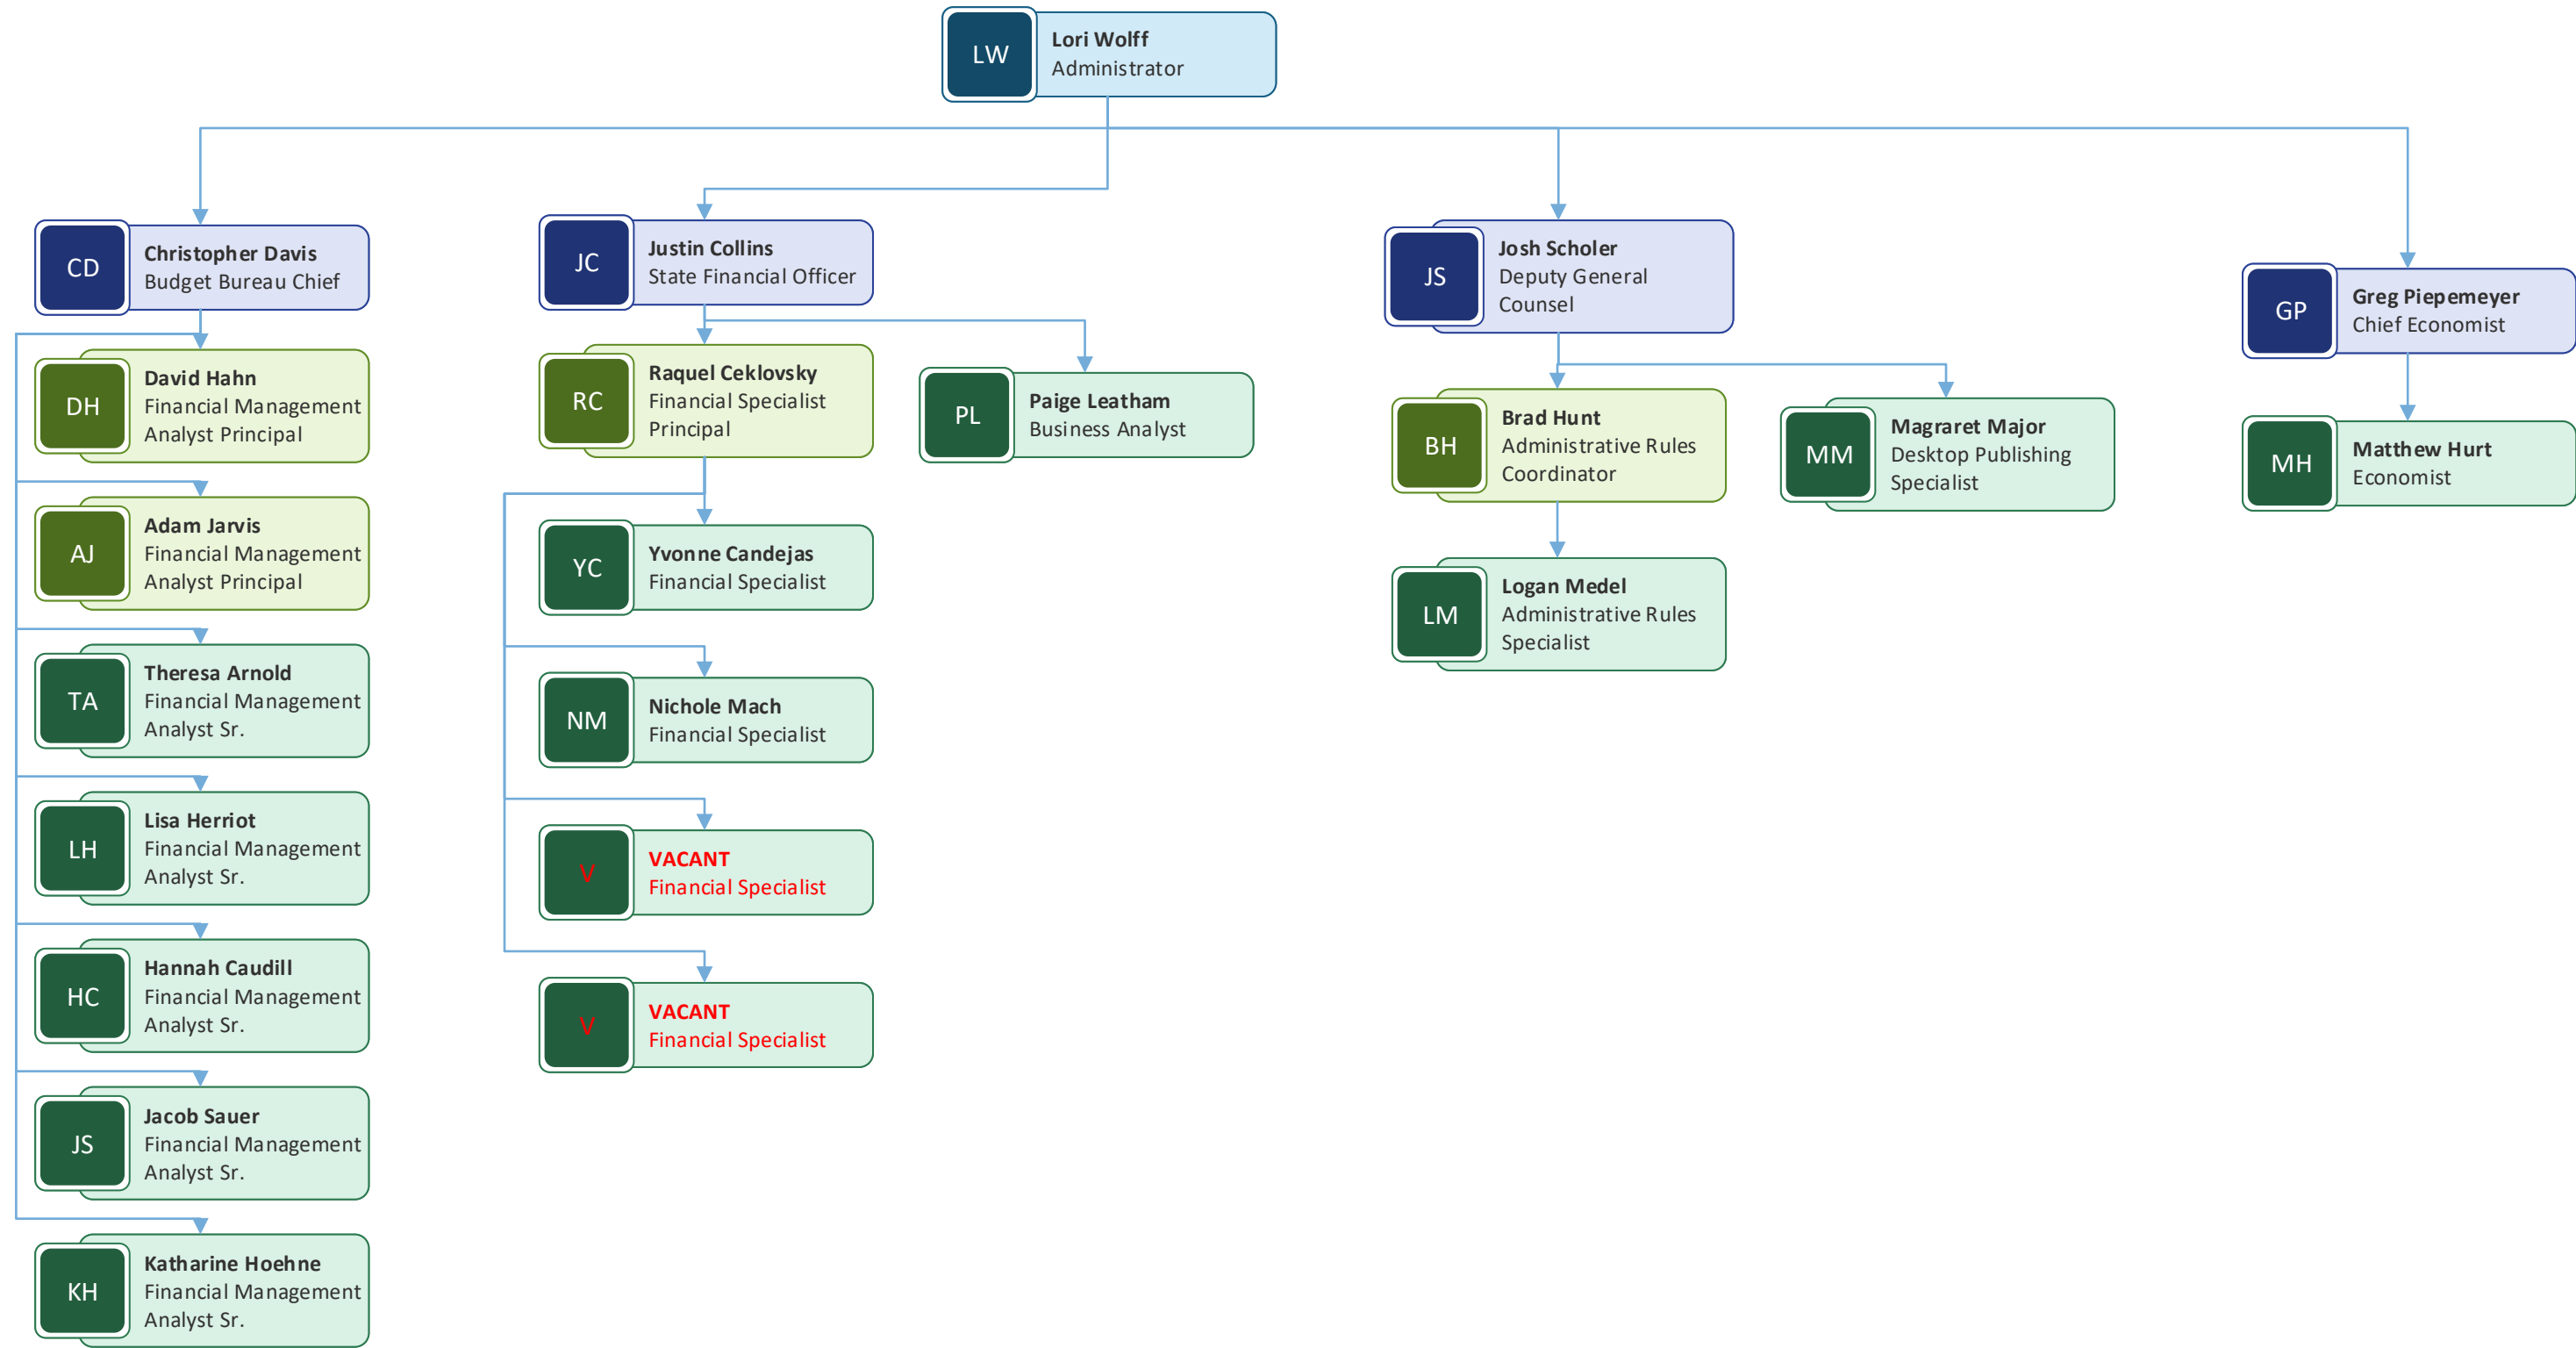 LW
Lori Wolff
Administrator
CD
Christopher Davis
Budget Bureau Chief
DH
David Hahn
Financial Management
Analyst Principal
AJ
Adam Jarvis
Financial Management
Analyst Principal
TA
Theresa Arnold
Financial Management
Analyst Sr.
LH
Lisa Herriot
Financial Management
Analyst Sr.
HC
Hannah Caudill
Financial Management
Analyst Sr.
JS
Jacob Sauer
Financial Management
Analyst Sr.
KH
Katharine Hoehne
Financial Management
Analyst Sr.
JC
Justin Collins
State Financial Officer
RC
Raquel Ceklovsky
Financial Specialist
Principal
PL
Paige Leatham
Business Analyst
YC
Yvonne Candejas
Financial Specialist
NM
Nichole Mach
Financial Specialist
V
VACANT
Financial Specialist
V
VACANT
Financial Specialist
JS
Josh Scholer
Deputy General
Counsel
BH
Brad Hunt
Administrative Rules
Coordinator
MM
Magraret Major
Desktop Publishing
Specialist
LM
Logan Medel
Administrative Rules
Specialist
GP
Greg Piepemeyer
Chief Economist
MH
Matthew Hurt
Economist